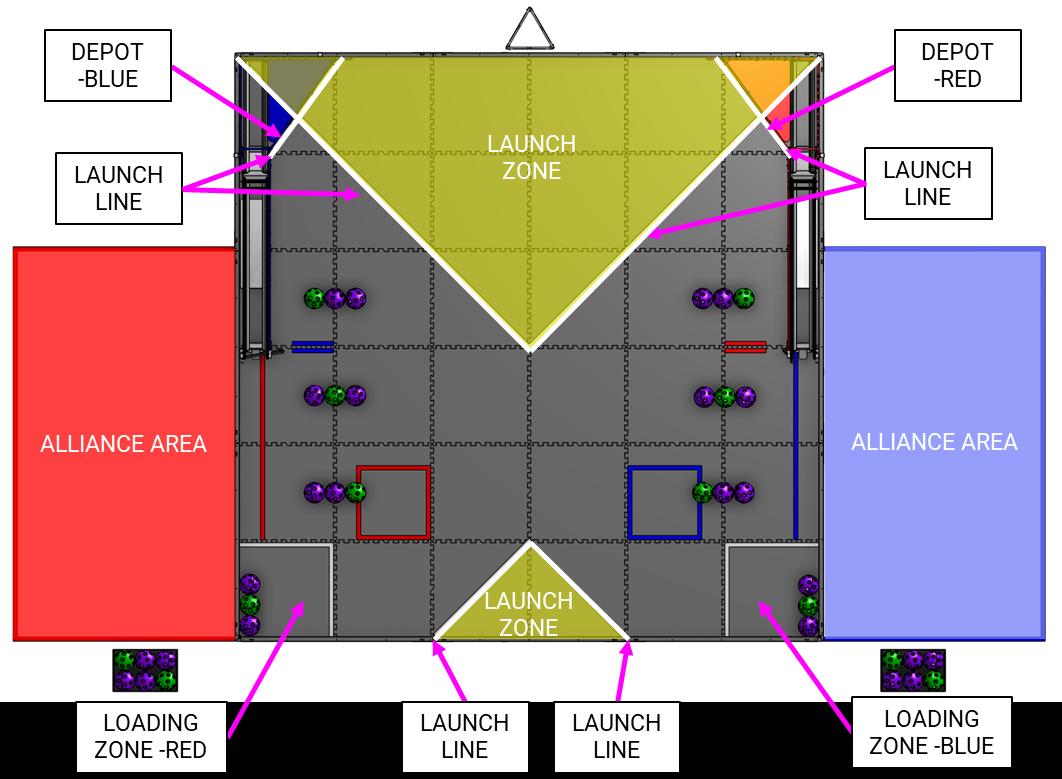 DEPOT
-BLUE
DEPOT
-RED
LAUNCH
ZONE
LAUNCH
LINE
LAUNCH
LINE
ALLIANCE AREA
ALLIANCE AREA
LAUNCH
ZONE
LOADING
ZONE -RED
LAUNCH
LINE
LAUNCH
LINE
LOADING
ZONE -BLUE